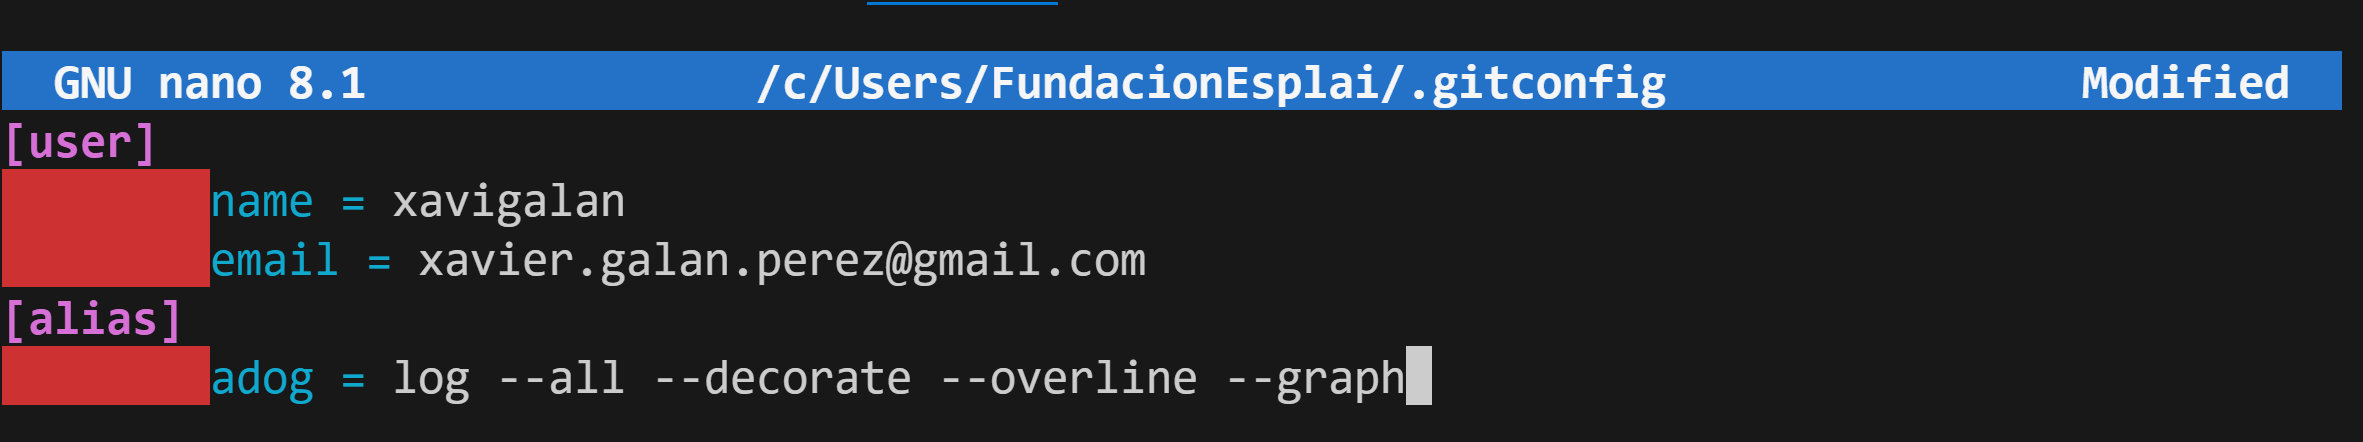 GNU nano 8.1 /c/Users/FundacionEsplai/.gitconfig Modified
[user]
name = xavigalan
email = xavier.galan.perez@gmail.com
[alias]
adog = log --all --decorate --overline --graph